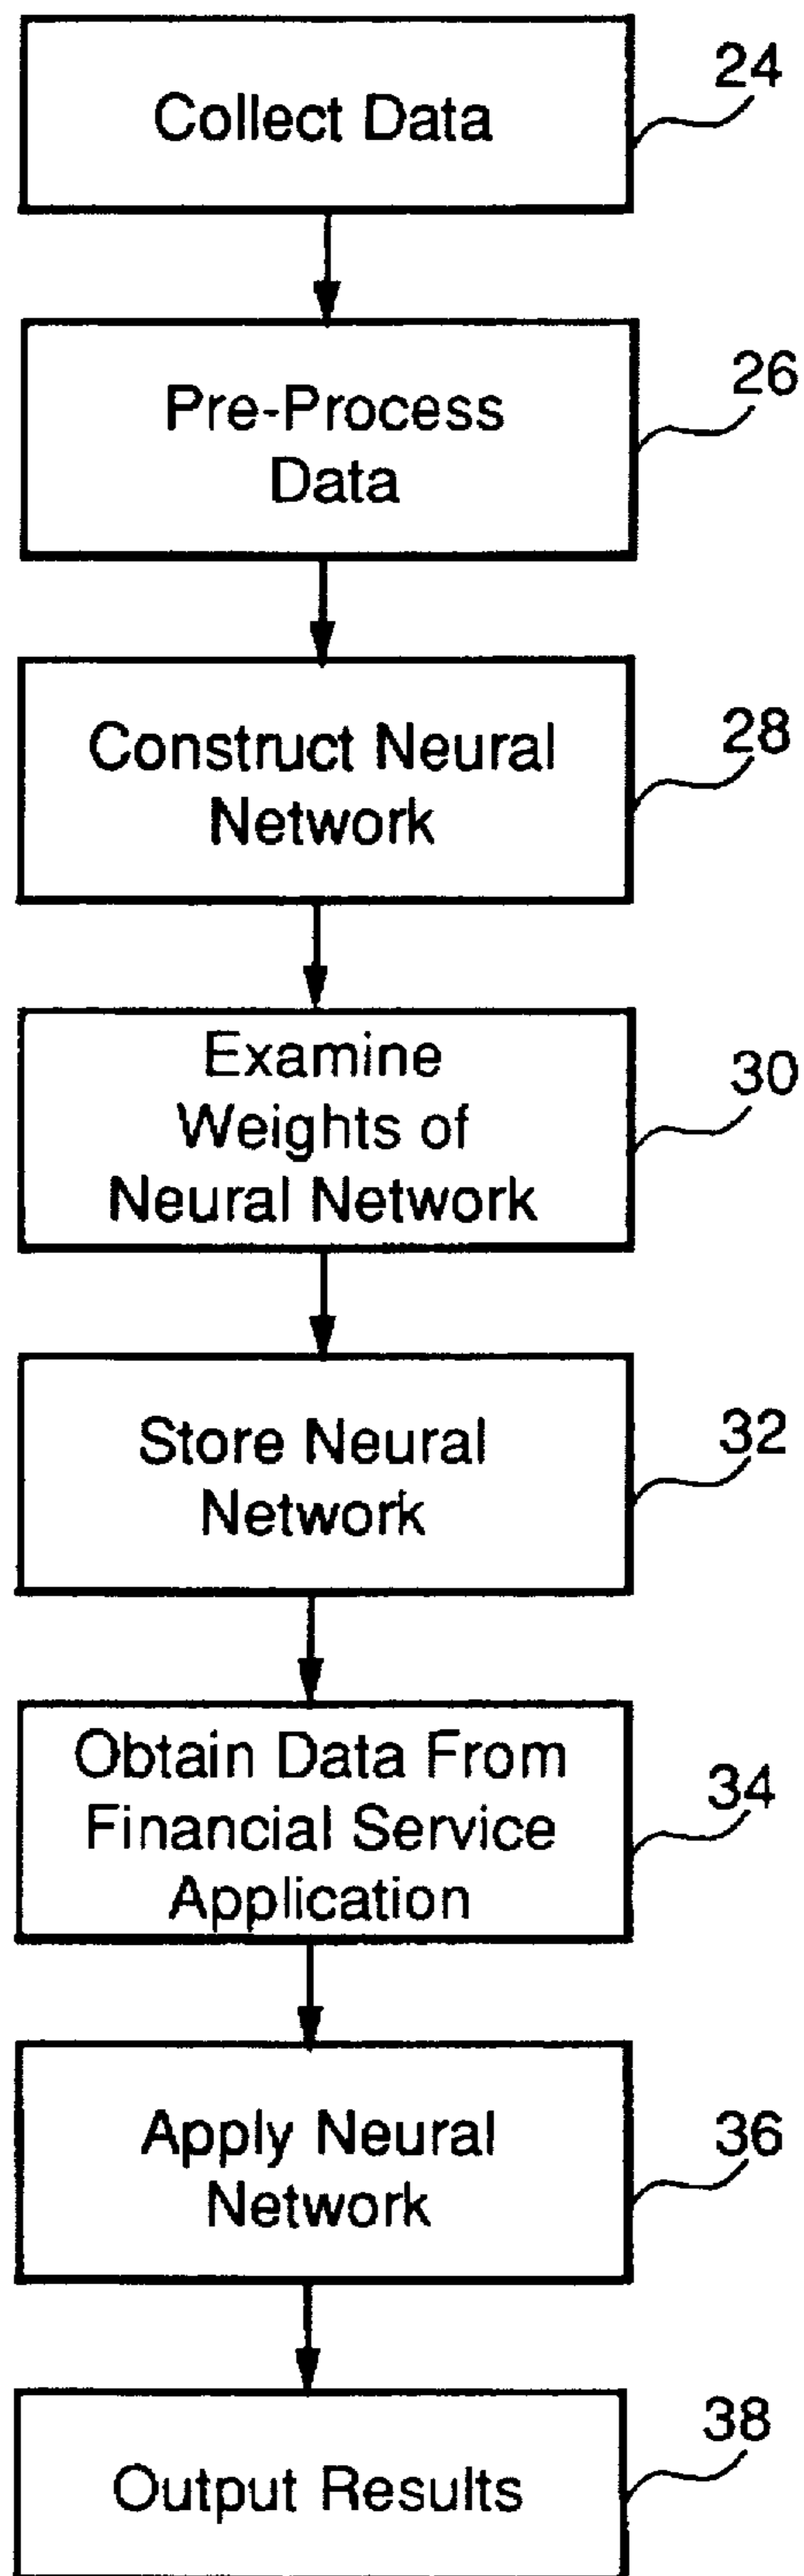 Collect Data
24
Pre-Process
Data
26
Construct Neural
Network
28
Examine
Weights of
Neural Network
30
Store Neural
Network
32
Obtain Data From
Financial Service
Application
34
Apply Neural
Network
36
Output Results
38